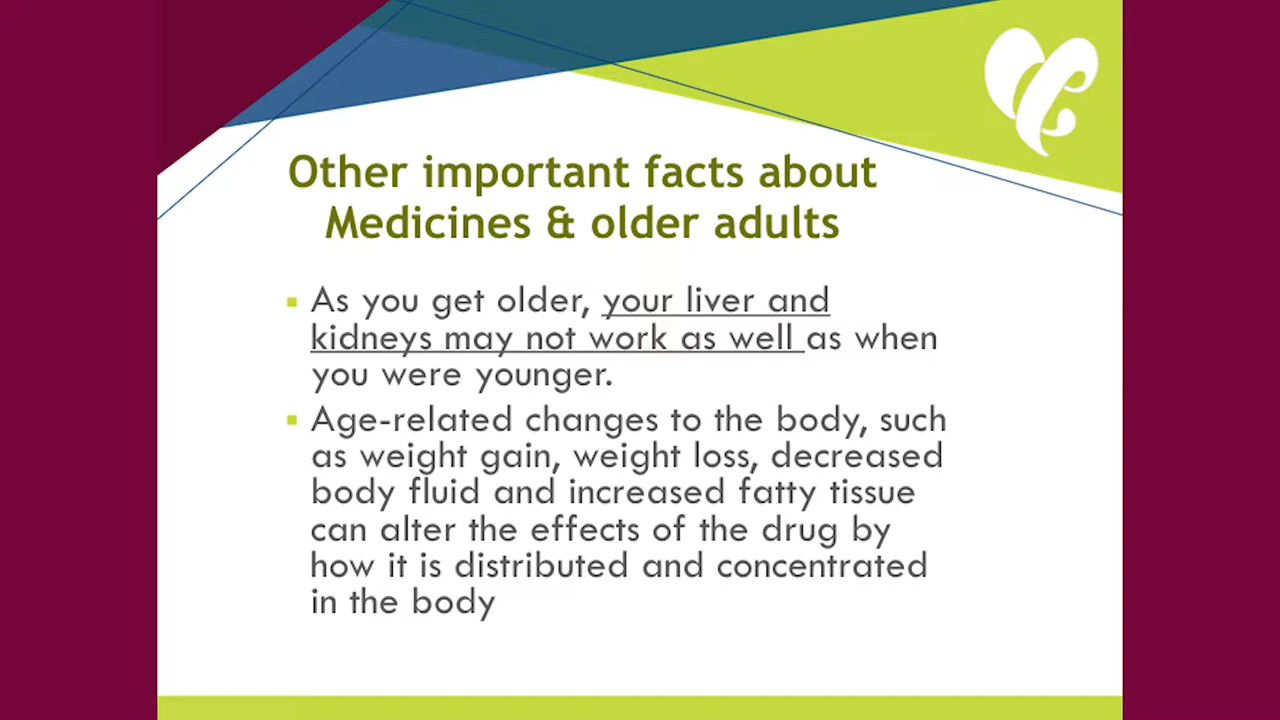 Other important facts about
Medicines & older adults
As you get older, your liver and
kidneys may not work as well as when
you were younger.
Age-related changes to the body, such
as weight gain, weight loss, decreased
body fluid and increased fatty tissue
can alter the effects of the drug by
how it is distributed and concentrated
in the body